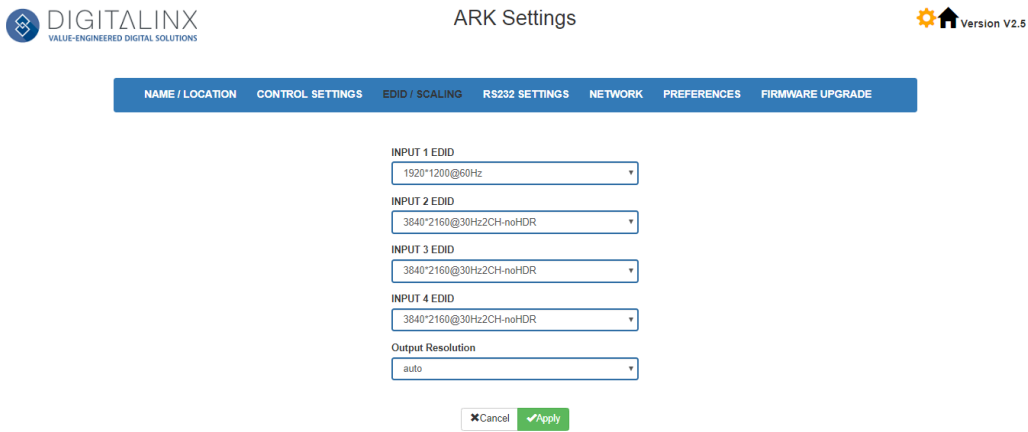 DIGITALINX
VALUE-ENGINEERED DIGITAL SOLUTIONS
ARK Settings
Version V2.5
NAME / LOCATION CONTROL SETTINGS EDID / SCALING RS232 SETTINGS NETWORK PREFERENCES FIRMWARE UPGRADE
INPUT 1 EDID
1920*1200@60Hz
INPUT 2 EDID
3840*2160@30Hz2CH-noHDR
INPUT 3 EDID
3840*2160@30Hz2CH-noHDR
INPUT 4 EDID
3840*2160@30Hz2CH-noHDR
Output Resolution
auto
Cancel Apply